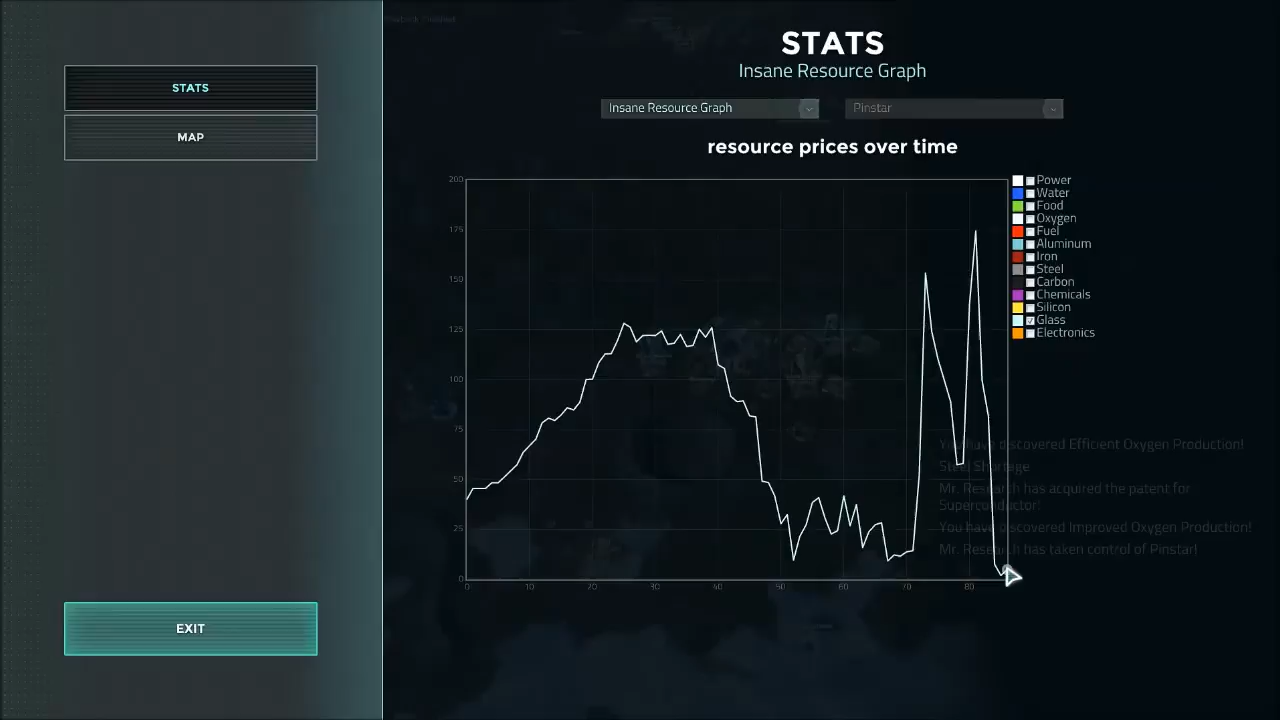 STATS
Insane Resource Graph
STATS
MAP
Insane Resource Graph
Pinstar
resource prices over time
200
175
150
125
100
75
50
25
0
0 10 20 30 40 50 60 70 80
Power
Water
Food
Oxygen
Fuel
Aluminum
Iron
Steel
Carbon
Chemicals
Silicon
Glass
Electronics
You have discovered Efficient Oxygen Production!
Steel Shortage
Mr. Research has acquired the patent for
Superconductor!
You have discovered Improved Oxygen Production!
Mr. Research has taken control of Pinstar!
EXIT